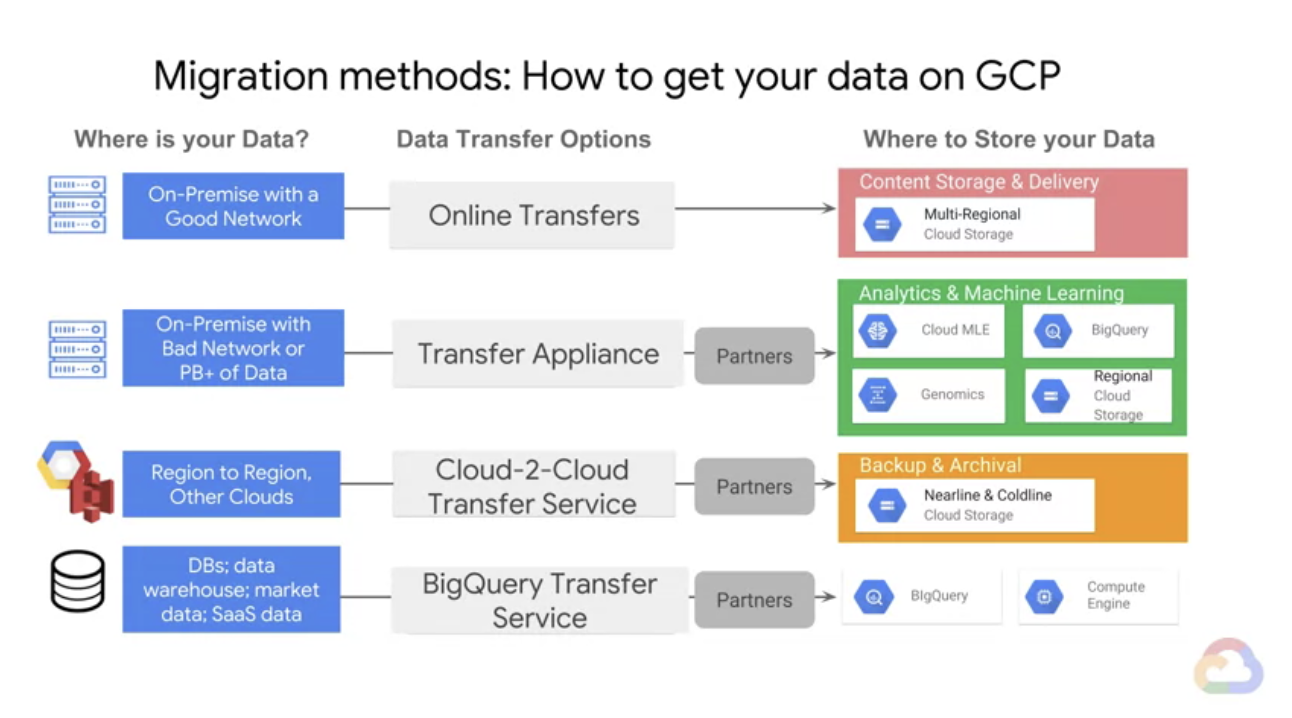 Migration methods: How to get your data on GCP
Where is your Data?
Data Transfer Options
Where to Store your Data
On-Premise with a
Good Network
Online Transfers
Content Storage & Delivery
Multi-Regional
Cloud Storage
On-Premise with
Bad Network or
PB+ of Data
Transfer Appliance
Partners
Analytics & Machine Learning
Cloud MLE
BigQuery
Genomics
Regional
Cloud
Storage
Region to Region,
Other Clouds
Cloud-2-Cloud
Transfer Service
Partners
Backup & Archival
Nearline & Coldline
Cloud Storage
DBs; data
warehouse; market
data; SaaS data
BigQuery Transfer
Service
Partners
BIgQuery
Compute
Engine